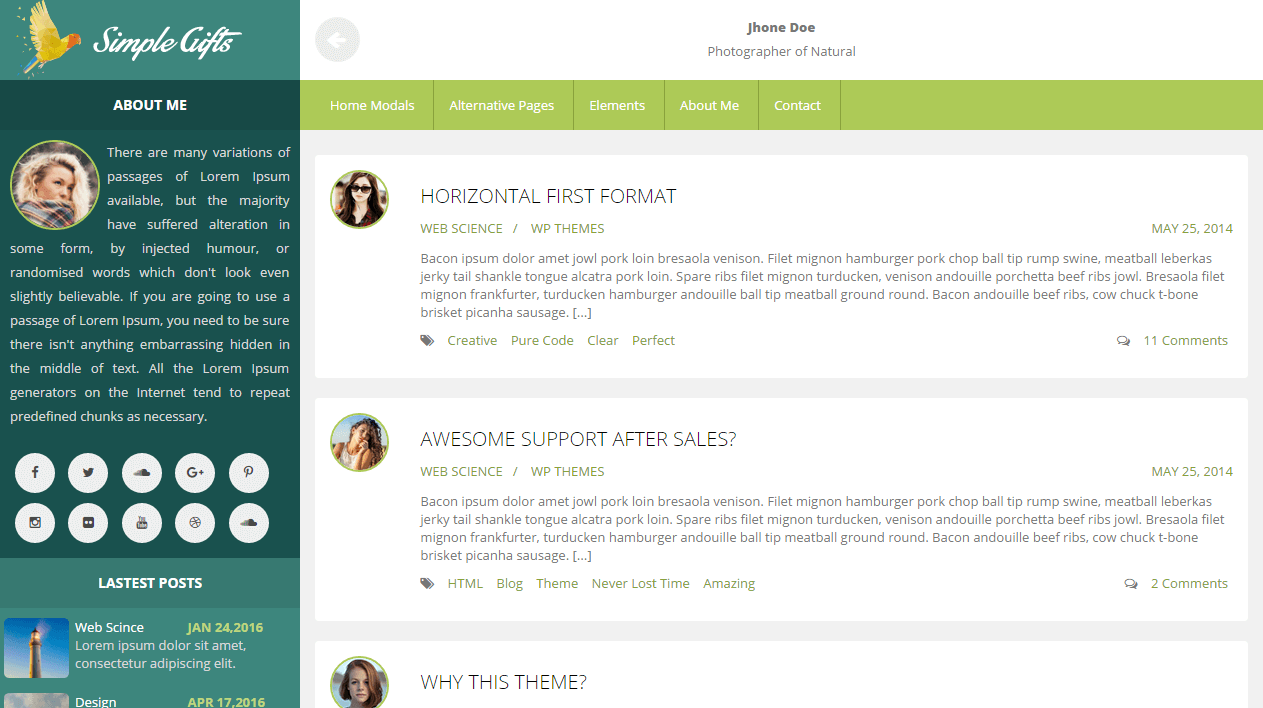 Simple Gifts
ABOUT ME
There are many variations of
passages of Lorem Ipsum
available, but the majority
have suffered alteration in
some form, by injected humour, or
randomised words which don't look even
slightly believable. If you are going to use a
passage of Lorem Ipsum, you need to be sure
there isn't anything embarrassing hidden in
the middle of text. All the Lorem Ipsum
generators on the Internet tend to repeat
predefined chunks as necessary.
LASTEST POSTS
Web Scince JAN 24,2016
Lorem ipsum dolor sit amet,
consectetur adipiscing elit.
Design APR 17,2016
Jhone Doe
Photographer of Natural
Home Modals Alternative Pages Elements About Me Contact
HORIZONTAL FIRST FORMAT
WEB SCIENCE / WP THEMES MAY 25, 2014
Bacon ipsum dolor amet jowl pork loin bresaola venison. Filet mignon hamburger pork chop ball tip rump swine, meatball leberkas
jerky tail shankle tongue alcatra pork loin. Spare ribs filet mignon turducken, venison andouille porchetta beef ribs jowl. Bresaola filet
mignon frankfurter, turducken hamburger andouille ball tip meatball ground round. Bacon andouille beef ribs, cow chuck t-bone
brisket picanha sausage. [...]
Creative Pure Code Clear Perfect 11 Comments
AWESOME SUPPORT AFTER SALES?
WEB SCIENCE / WP THEMES MAY 25, 2014
Bacon ipsum dolor amet jowl pork loin bresaola venison. Filet mignon hamburger pork chop ball tip rump swine, meatball leberkas
jerky tail shankle tongue alcatra pork loin. Spare ribs filet mignon turducken, venison andouille porchetta beef ribs jowl. Bresaola filet
mignon frankfurter, turducken hamburger andouille ball tip meatball ground round. Bacon andouille beef ribs, cow chuck t-bone
brisket picanha sausage. [...]
HTML Blog Theme Never Lost Time Amazing 2 Comments
WHY THIS THEME?